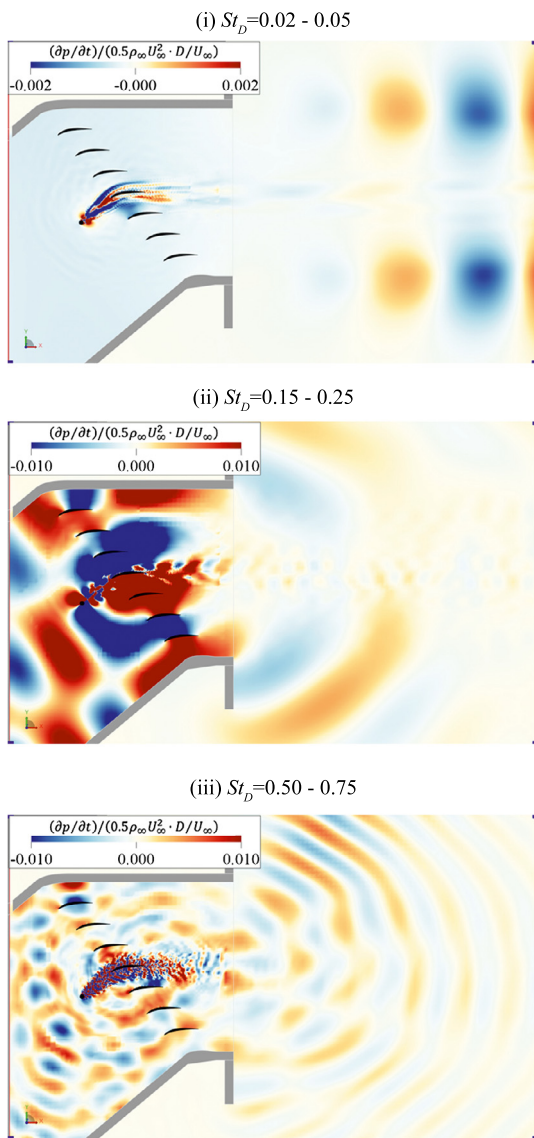 (i) St_D=0.02 - 0.05
(∂p/∂t)/(0.5ρ∞U∞²·D/U∞)
-0.002 -0.000 0.002
(ii) St_D=0.15 - 0.25
(∂p/∂t)/(0.5ρ∞U∞²·D/U∞)
-0.010 0.000 0.010
(iii) St_D=0.50 - 0.75
(∂p/∂t)/(0.5ρ∞U∞²·D/U∞)
-0.010 0.000 0.010